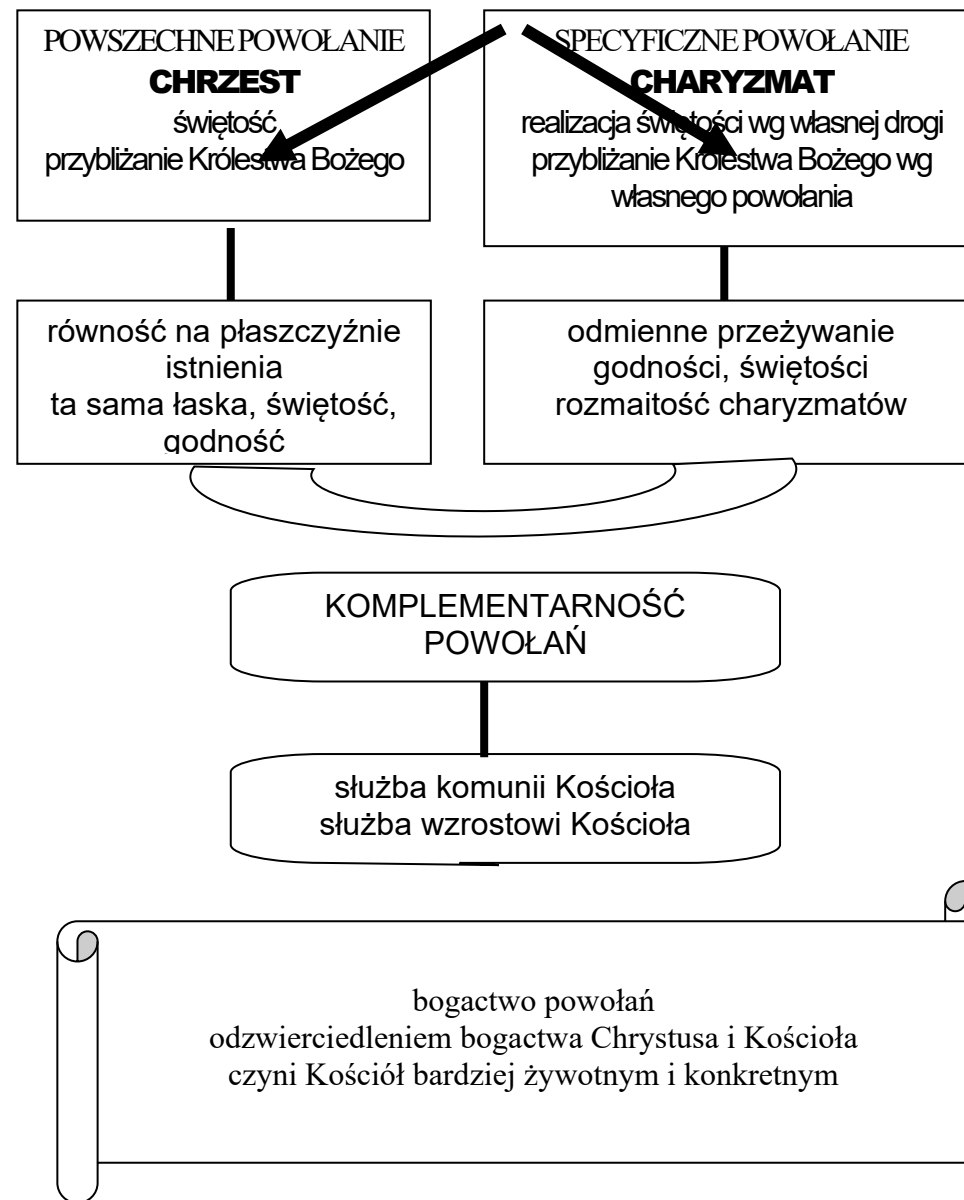 POWSZECHNE POWOŁANIE
CHRZEST
świętość
przybliżanie Królestwa Bożego
SPECYFICZNE POWOŁANIE
CHARYZMAT
realizacja świętości wg własnej drogi
przybliżanie Królestwa Bożego wg
własnego powołania
równość na płaszczyźnie
istnienia
ta sama łaska, świętość,
godność
odmienne przeżywanie
godności, świętości
rozmaitość charyzmatów
KOMPLEMENTARNOŚĆ
POWOŁAŃ
służba komunii Kościoła
służba wzrostowi Kościoła
bogactwo powołań
odzwierciedleniem bogactwa Chrystusa i Kościoła
czyni Kościół bardziej żywotnym i konkretnym